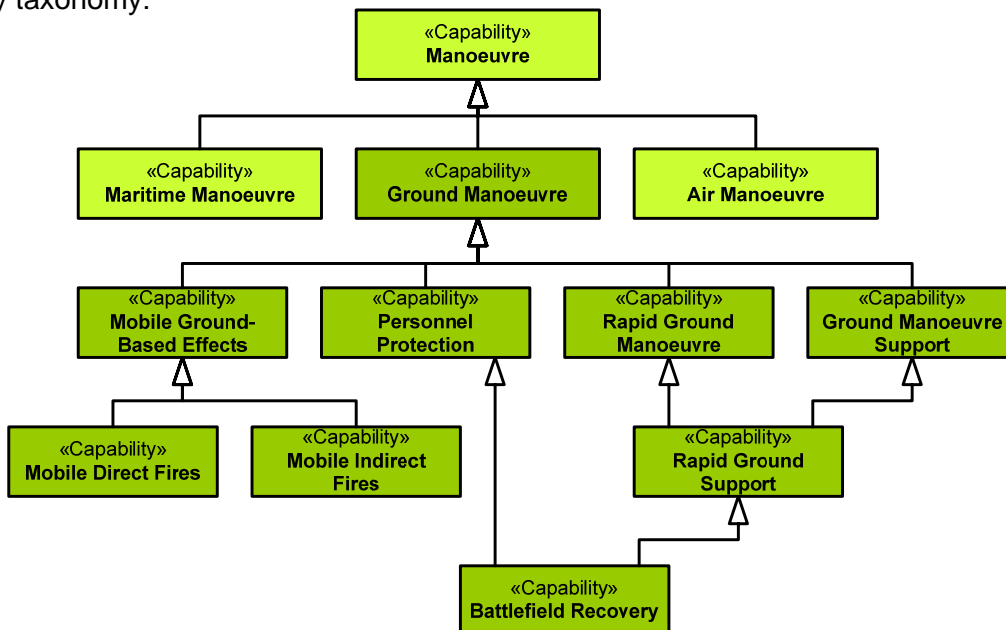 taxonomy:
«Capability»
Manoeuvre
«Capability»
Maritime Manoeuvre
«Capability»
Ground Manoeuvre
«Capability»
Air Manoeuvre
«Capability»
Mobile Ground-
Based Effects
«Capability»
Personnel
Protection
«Capability»
Rapid Ground
Manoeuvre
«Capability»
Ground Manoeuvre
Support
«Capability»
Mobile Direct Fires
«Capability»
Mobile Indirect
Fires
«Capability»
Rapid Ground
Support
«Capability»
Battlefield Recovery